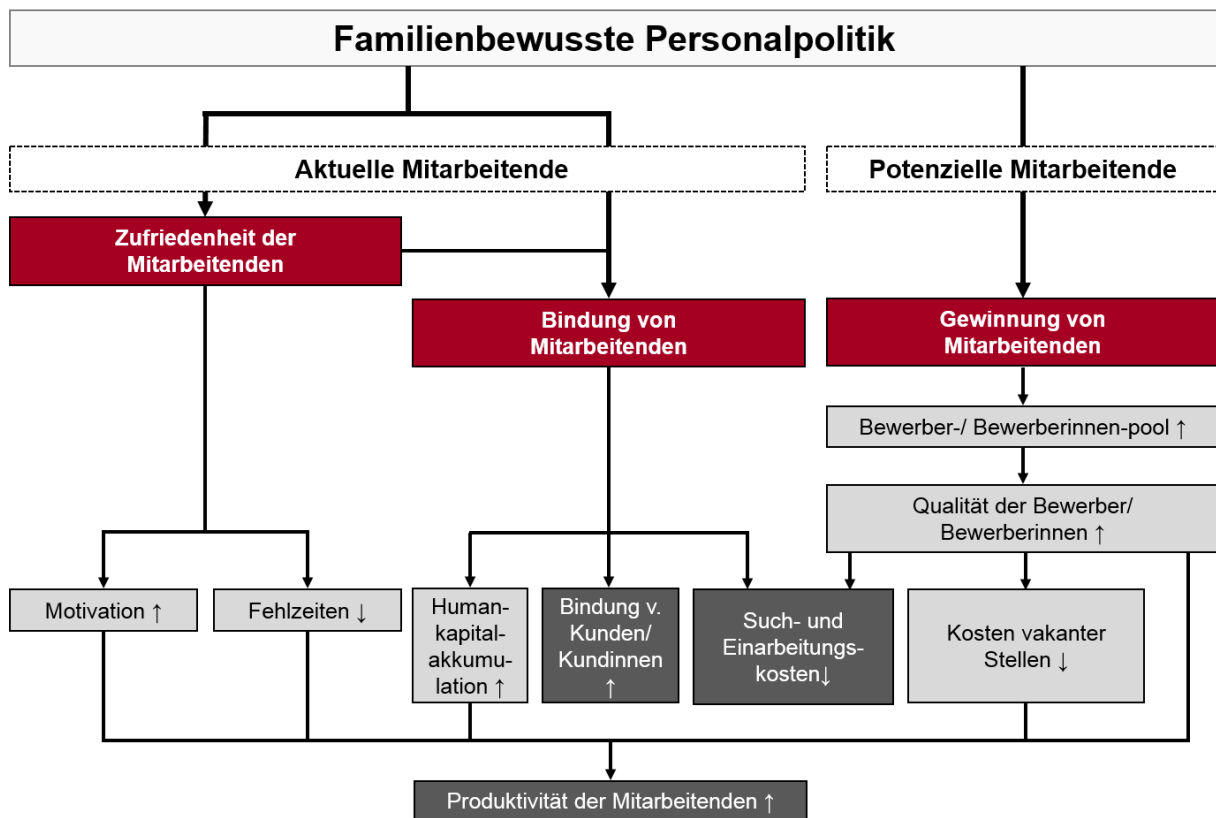 Familienbewusste Personalpolitik
Aktuelle Mitarbeitende
Potenzielle Mitarbeitende
Zufriedenheit der
Mitarbeitenden
Bindung von
Mitarbeitenden
Gewinnung von
Mitarbeitenden
Bewerber-/ Bewerberinnen-pool ↑
Qualität der Bewerber/
Bewerberinnen ↑
Motivation ↑
Fehlzeiten ↓
Human-
kapital-
akkumu-
lation ↑
Bindung v.
Kunden/
Kundinnen
↑
Such- und
Einarbeitungs-
kosten↓
Kosten vakanter
Stellen ↓
Produktivität der Mitarbeitenden ↑